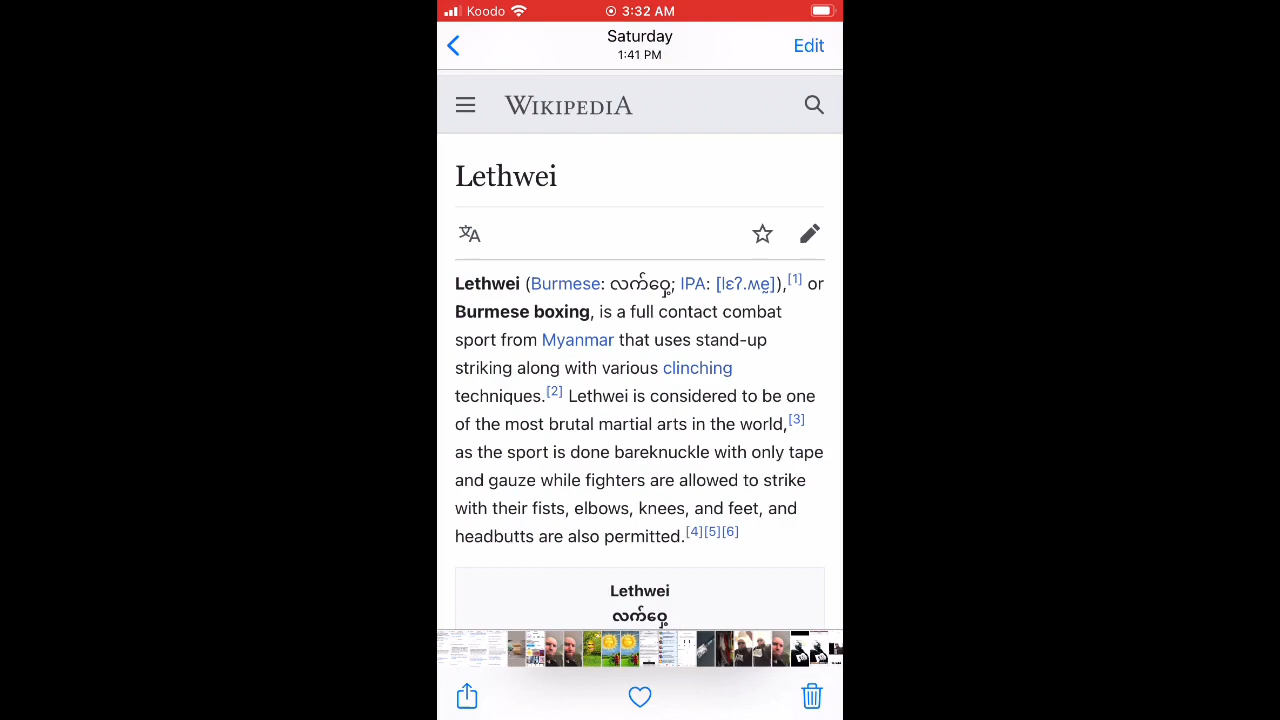 Koodo 3:32 AM
Saturday
1:41 PM
Edit
WIKIPEDIA
Lethwei
Lethwei (Burmese: လက်ဝှေ့; IPA: [lɛʔ.ʍḛ]),[1] or
Burmese boxing, is a full contact combat
sport from Myanmar that uses stand-up
striking along with various clinching
techniques.[2] Lethwei is considered to be one
of the most brutal martial arts in the world,[3]
as the sport is done bareknuckle with only tape
and gauze while fighters are allowed to strike
with their fists, elbows, knees, and feet, and
headbutts are also permitted.[4][5][6]
Lethwei
လက်ဝှေ့